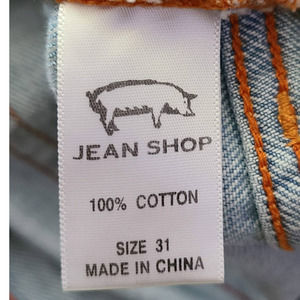 JEAN SHOP
100% COTTON
SIZE 31
MADE IN CHINA